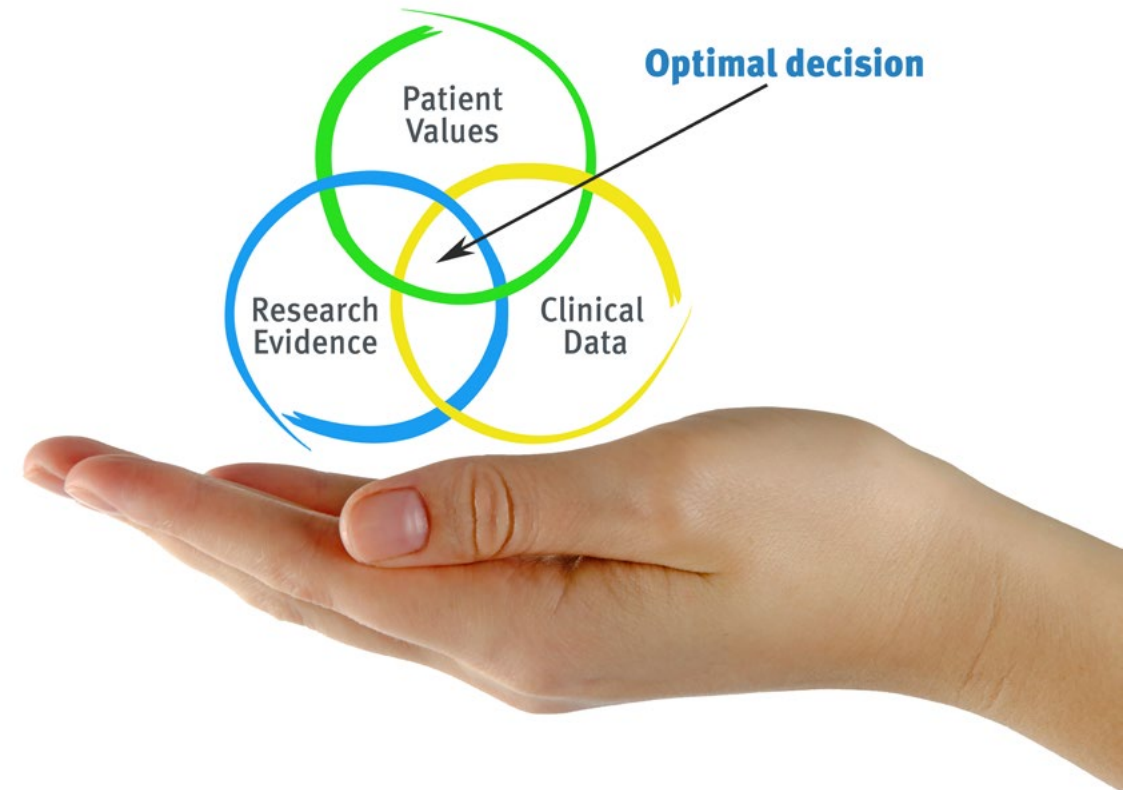 Optimal decision
Patient
Values
Research
Evidence
Clinical
Data